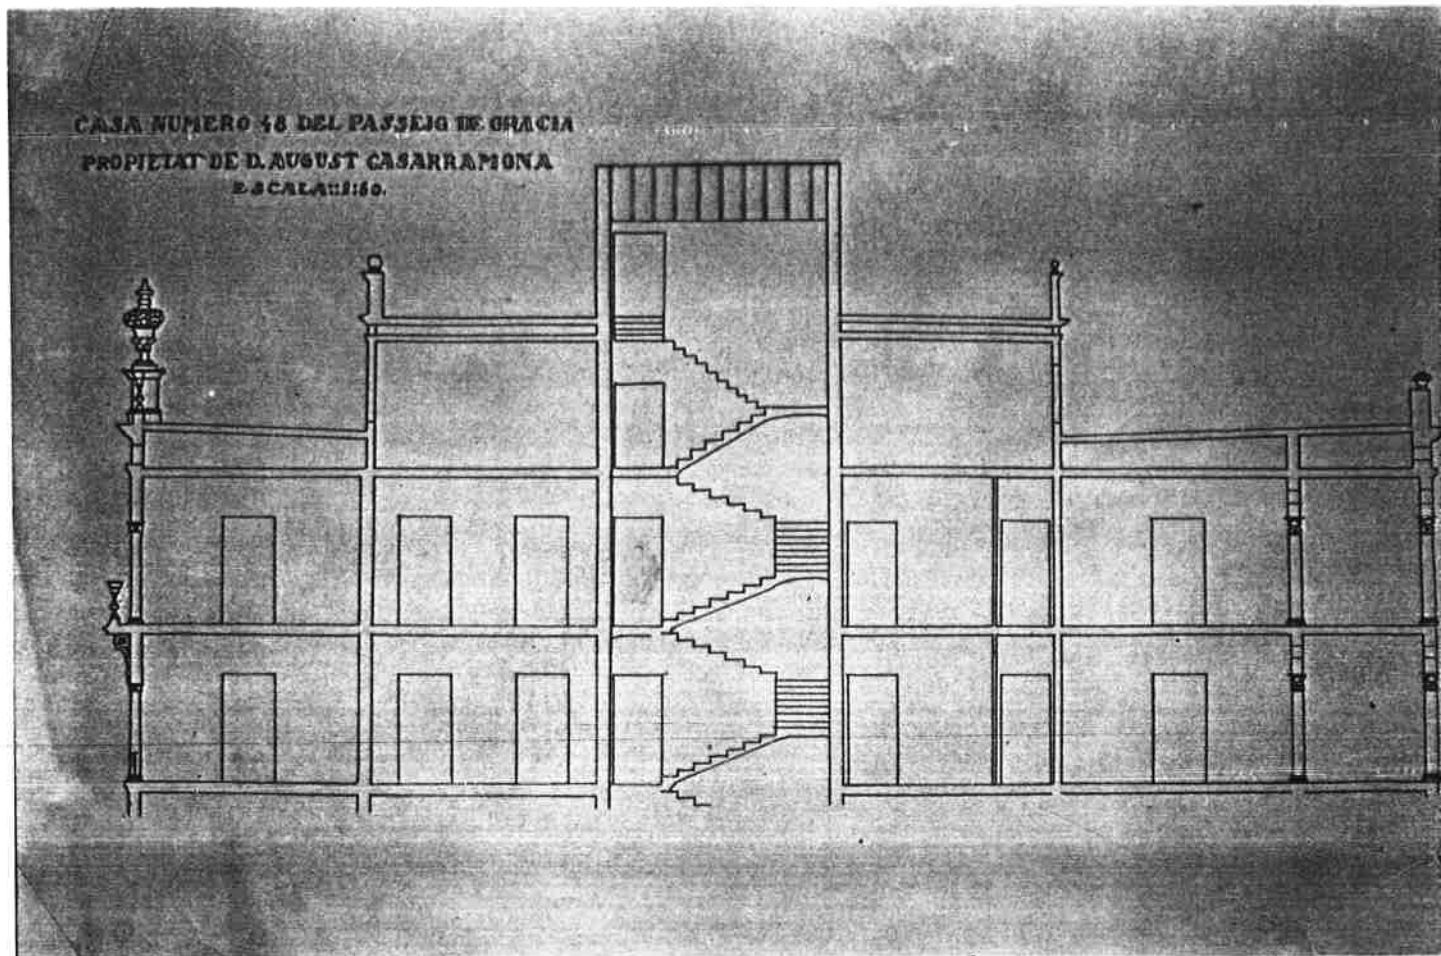 CASA NUMERO 48 DEL PASSEIG DE GRACIA
PROPIETAT DE D. AUGUST CASARRAMONA
ESCALA::1:50.